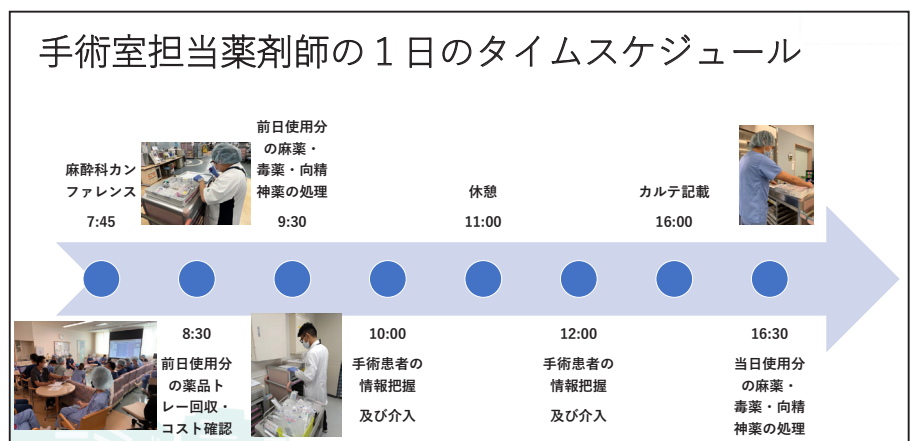 手術室担当薬剤師の１日のタイムスケジュール
麻酔科カン
ファレンス
7:45
8:30
前日使用分
の薬品ト
レー回収・
コスト確認
前日使用分
の麻薬・
毒薬・向精
神薬の処理
9:30
10:00
手術患者の
情報把握
及び介入
休憩
11:00
12:00
手術患者の
情報把握
及び介入
カルテ記載
16:00
16:30
当日使用分
の麻薬・
毒薬・向精
神薬の処理